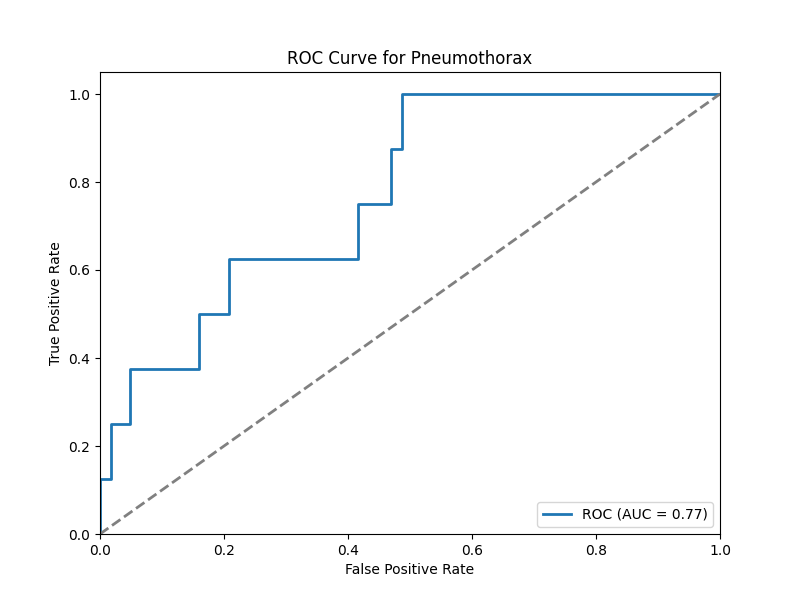 ROC Curve for Pneumothorax
True Positive Rate
1.0
0.8
0.6
0.4
0.2
0.0
0.0 0.2 0.4 0.6 0.8 1.0
False Positive Rate
ROC (AUC = 0.77)